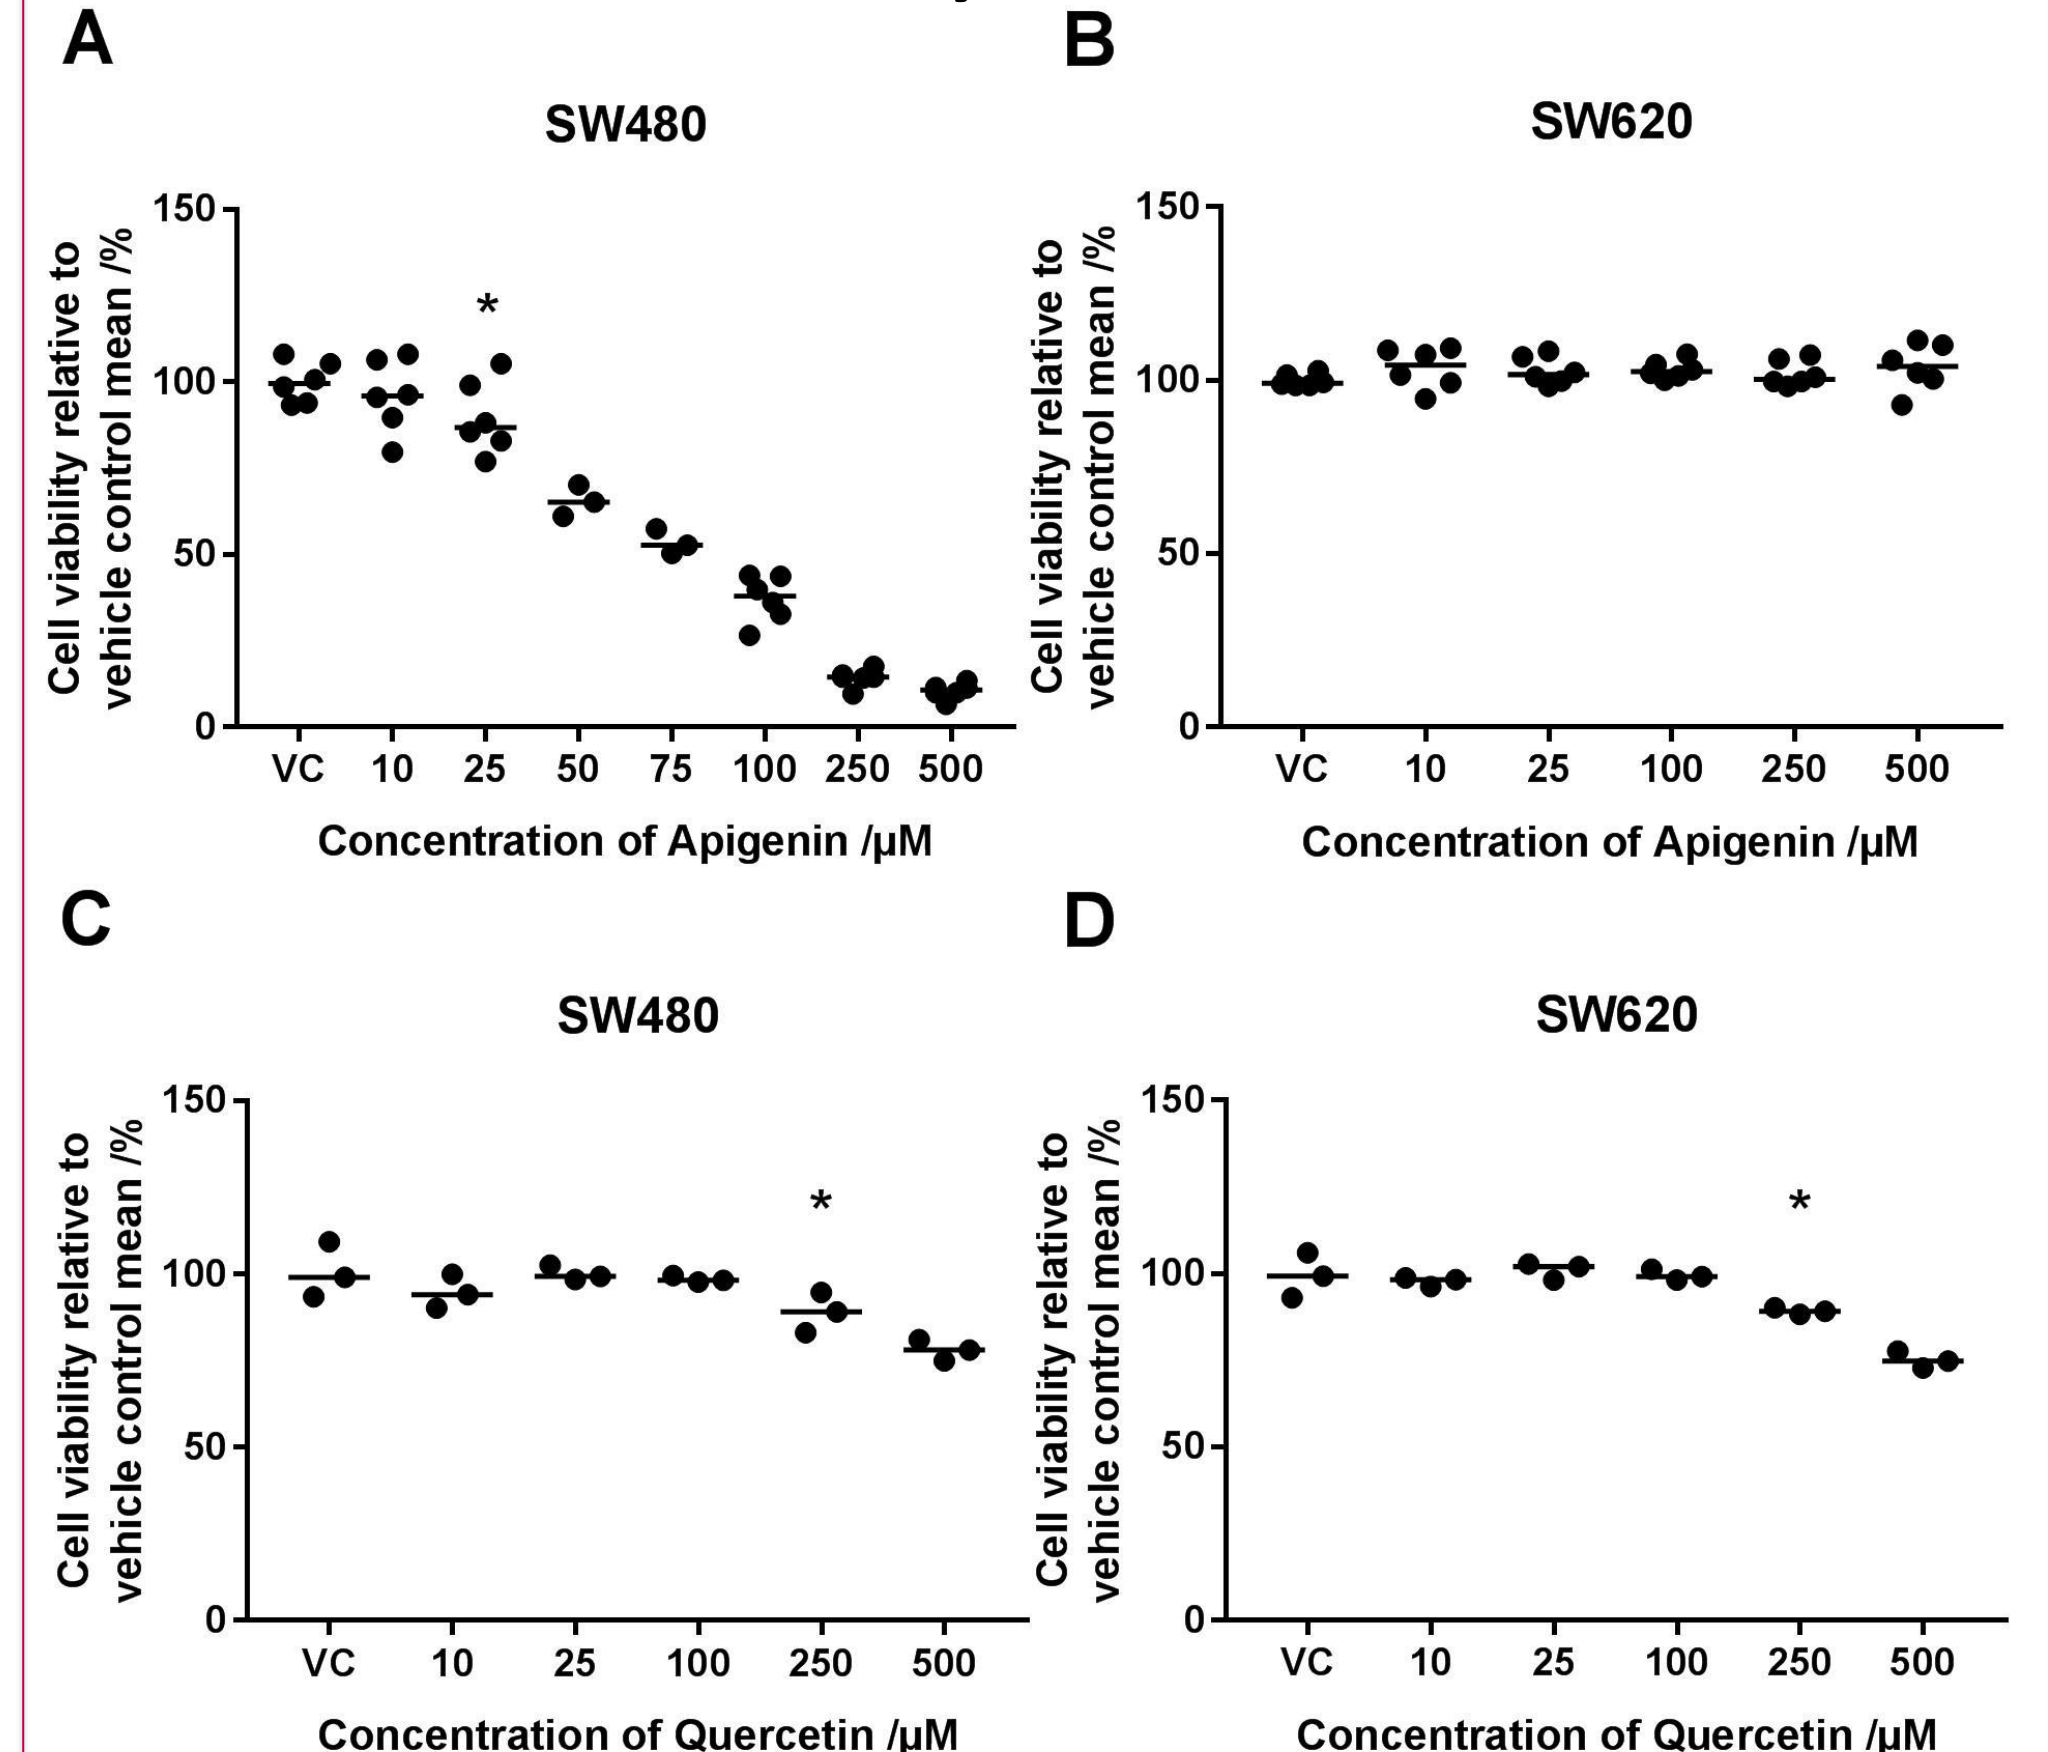 A
SW480
150
100
50
0
Cell viability relative to
vehicle control mean /%
*
VC 10 25 50 75 100 250 500
Concentration of Apigenin /µM
B
SW620
150
100
50
0
Cell viability relative to
vehicle control mean /%
VC 10 25 100 250 500
Concentration of Apigenin /µM
C
SW480
150
100
50
0
Cell viability relative to
vehicle control mean /%
*
VC 10 25 100 250 500
Concentration of Quercetin /µM
D
SW620
150
100
50
0
Cell viability relative to
vehicle control mean /%
*
VC 10 25 100 250 500
Concentration of Quercetin /µM